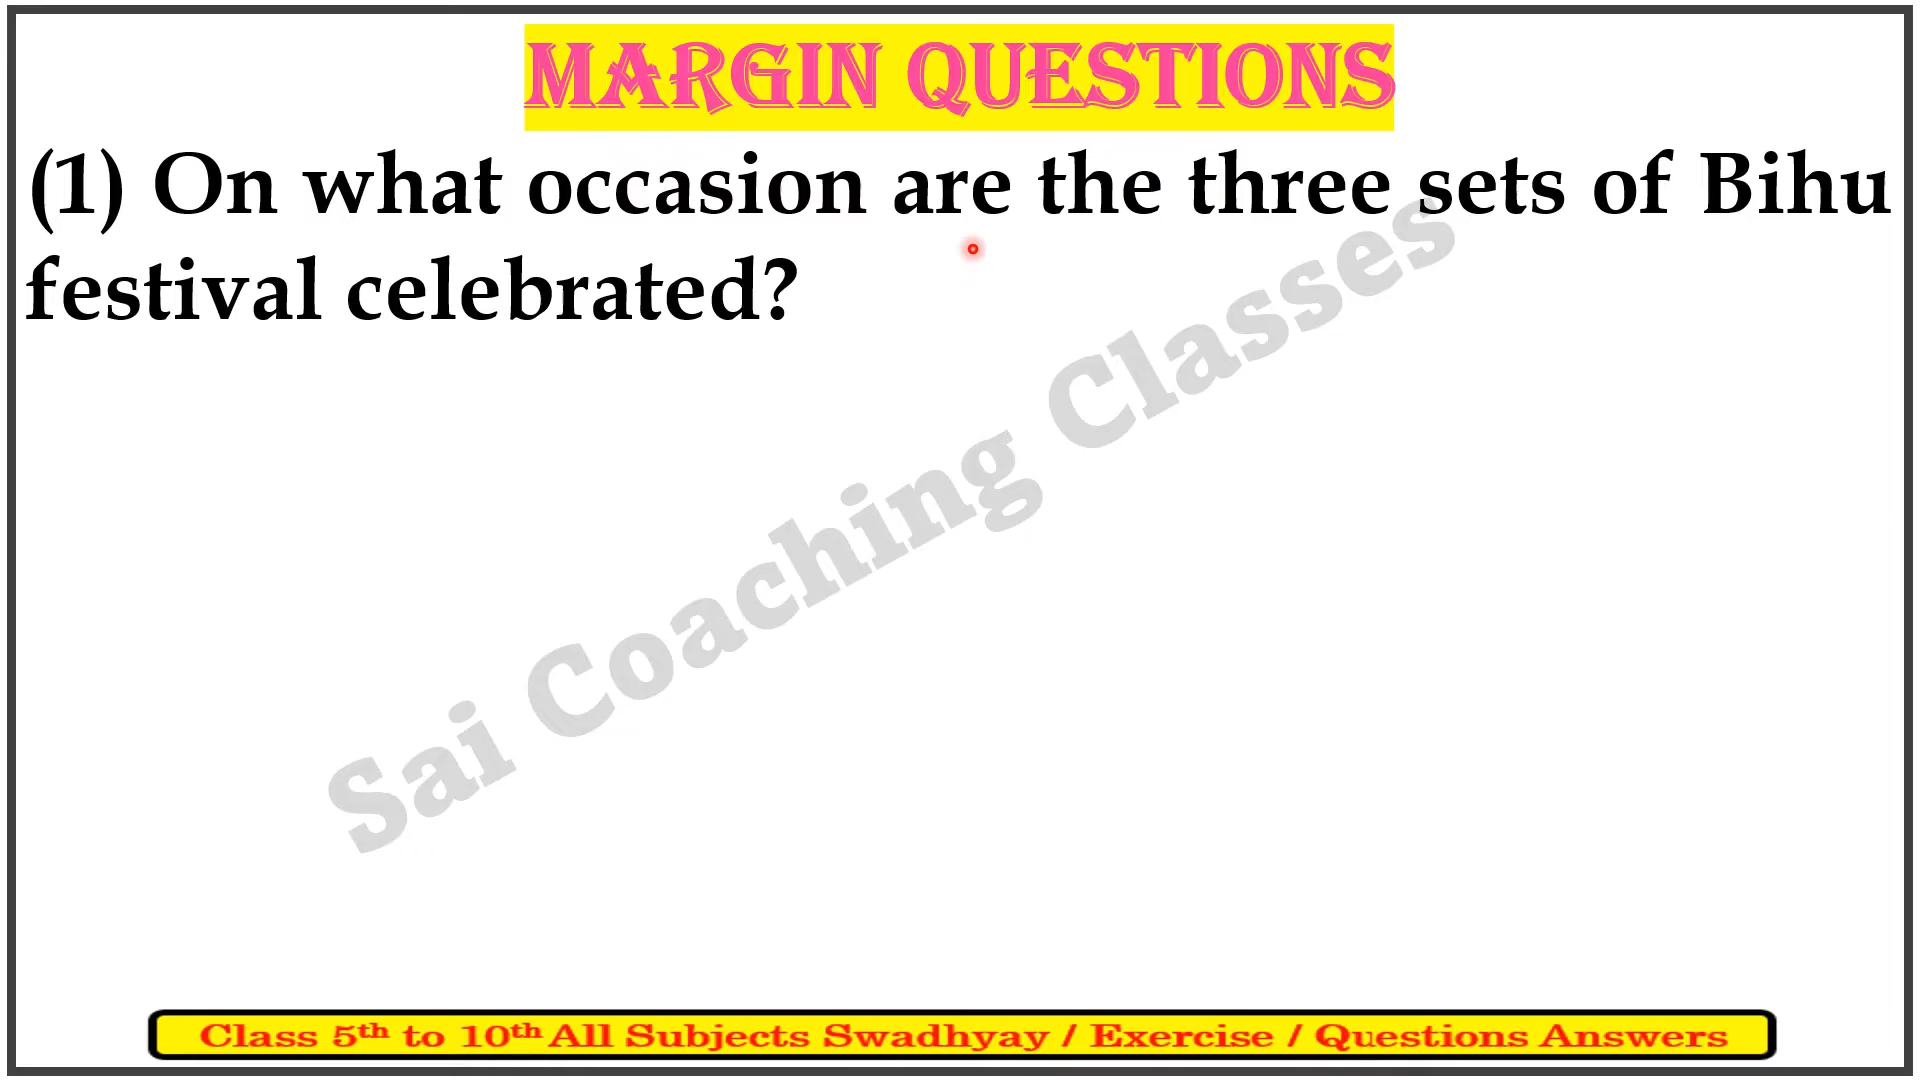 MARGIN QUESTIONS
(1) On what occasion are the three sets of Bihu
festival celebrated?
Sai Coaching Classes
Class 5th to 10th All Subjects Swadhyay / Exercise / Questions Answers